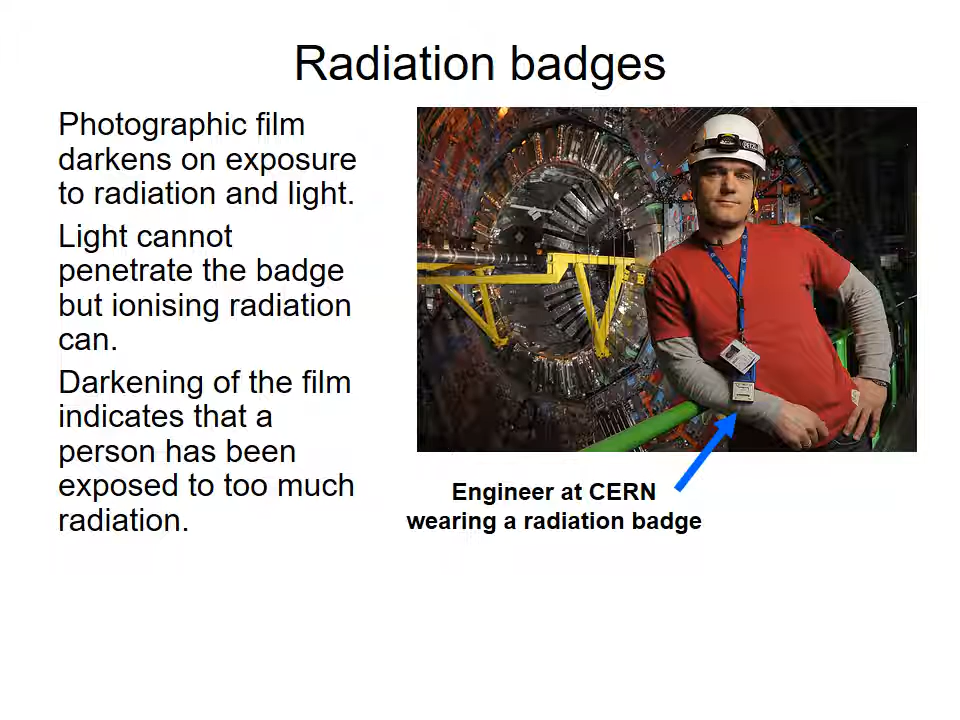 Radiation badges
Photographic film
darkens on exposure
to radiation and light.
Light cannot
penetrate the badge
but ionising radiation
can.
Darkening of the film
indicates that a
person has been
exposed to too much
radiation.
Engineer at CERN
wearing a radiation badge